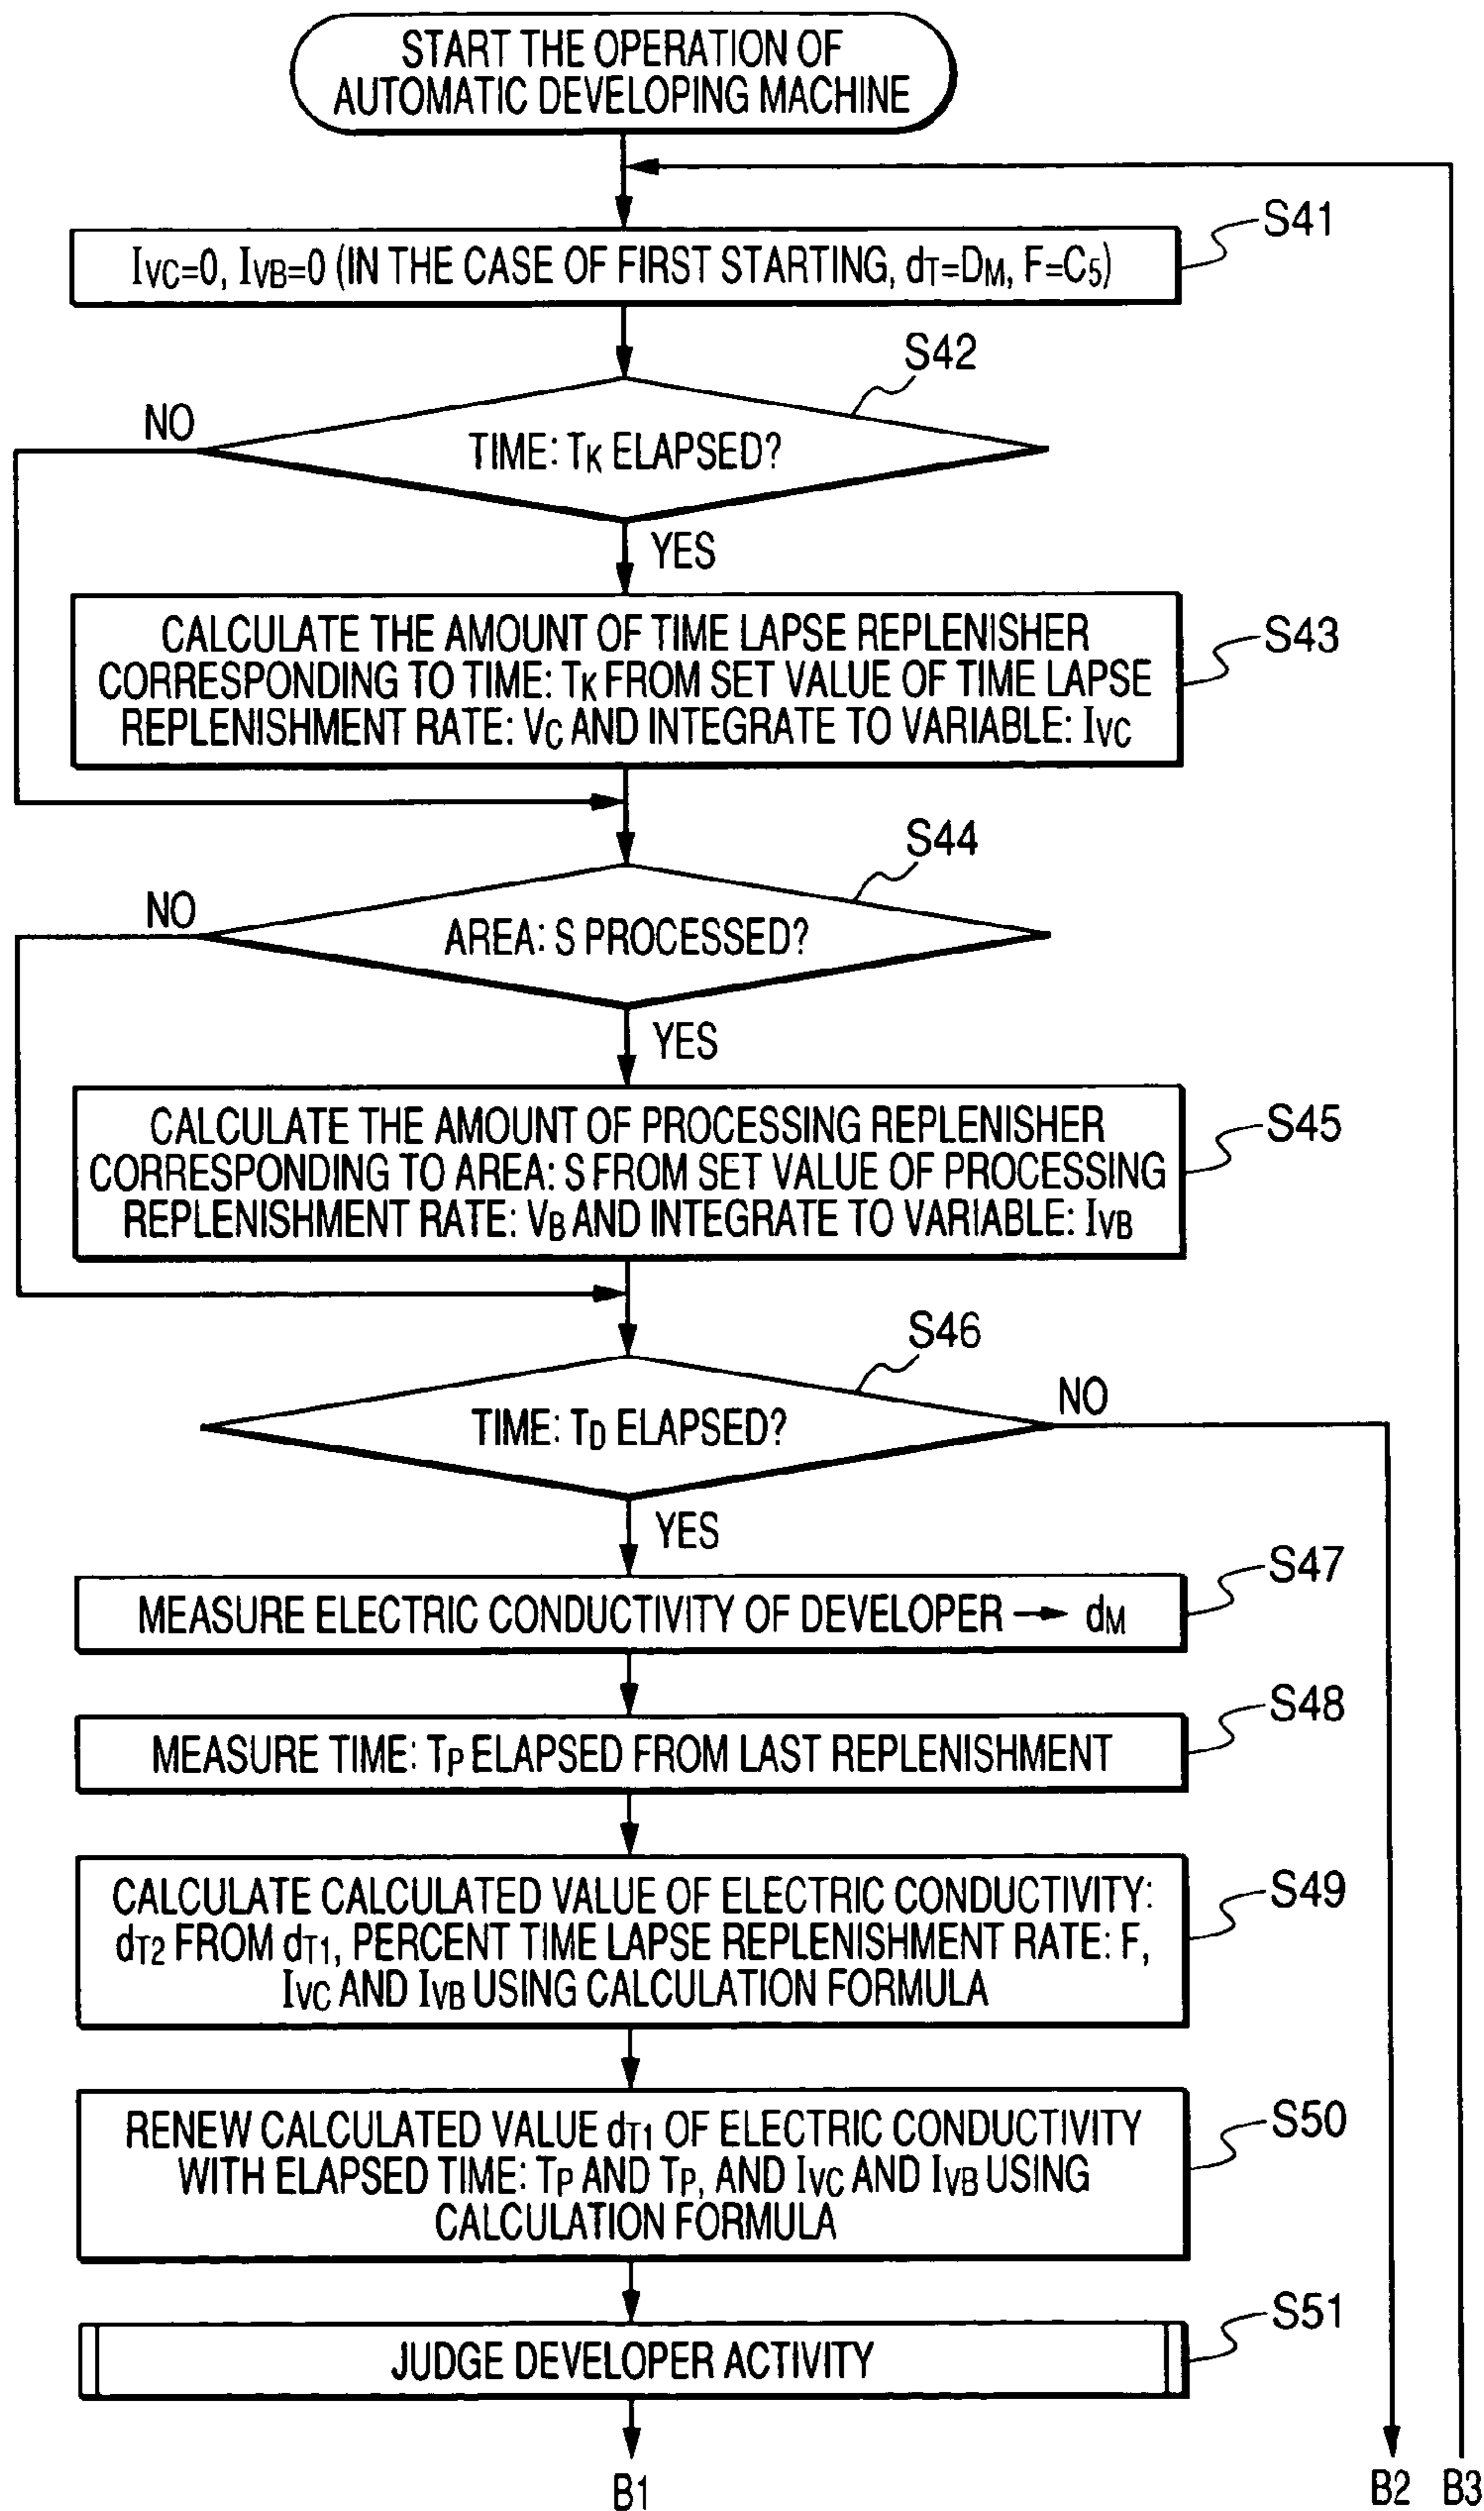 START THE OPERATION OF
AUTOMATIC DEVELOPING MACHINE
S41
IVC=0, IVB=0 (IN THE CASE OF FIRST STARTING, dT=DM, F=C5)
S42
NO
TIME: TK ELAPSED?
YES
S43
CALCULATE THE AMOUNT OF TIME LAPSE REPLENISHER
CORRESPONDING TO TIME: TK FROM SET VALUE OF TIME LAPSE
REPLENISHMENT RATE: VC AND INTEGRATE TO VARIABLE: IVC
S44
NO
AREA: S PROCESSED?
YES
S45
CALCULATE THE AMOUNT OF PROCESSING REPLENISHER
CORRESPONDING TO AREA: S FROM SET VALUE OF PROCESSING
REPLENISHMENT RATE: VB AND INTEGRATE TO VARIABLE: IVB
S46
NO
TIME: TD ELAPSED?
YES
S47
MEASURE ELECTRIC CONDUCTIVITY OF DEVELOPER → dM
S48
MEASURE TIME: TP ELAPSED FROM LAST REPLENISHMENT
S49
CALCULATE CALCULATED VALUE OF ELECTRIC CONDUCTIVITY:
dT2 FROM dT1, PERCENT TIME LAPSE REPLENISHMENT RATE: F,
IVC AND IVB USING CALCULATION FORMULA
S50
RENEW CALCULATED VALUE dT1 OF ELECTRIC CONDUCTIVITY
WITH ELAPSED TIME: TP AND TP, AND IVC AND IVB USING
CALCULATION FORMULA
S51
JUDGE DEVELOPER ACTIVITY
B1
B2
B3